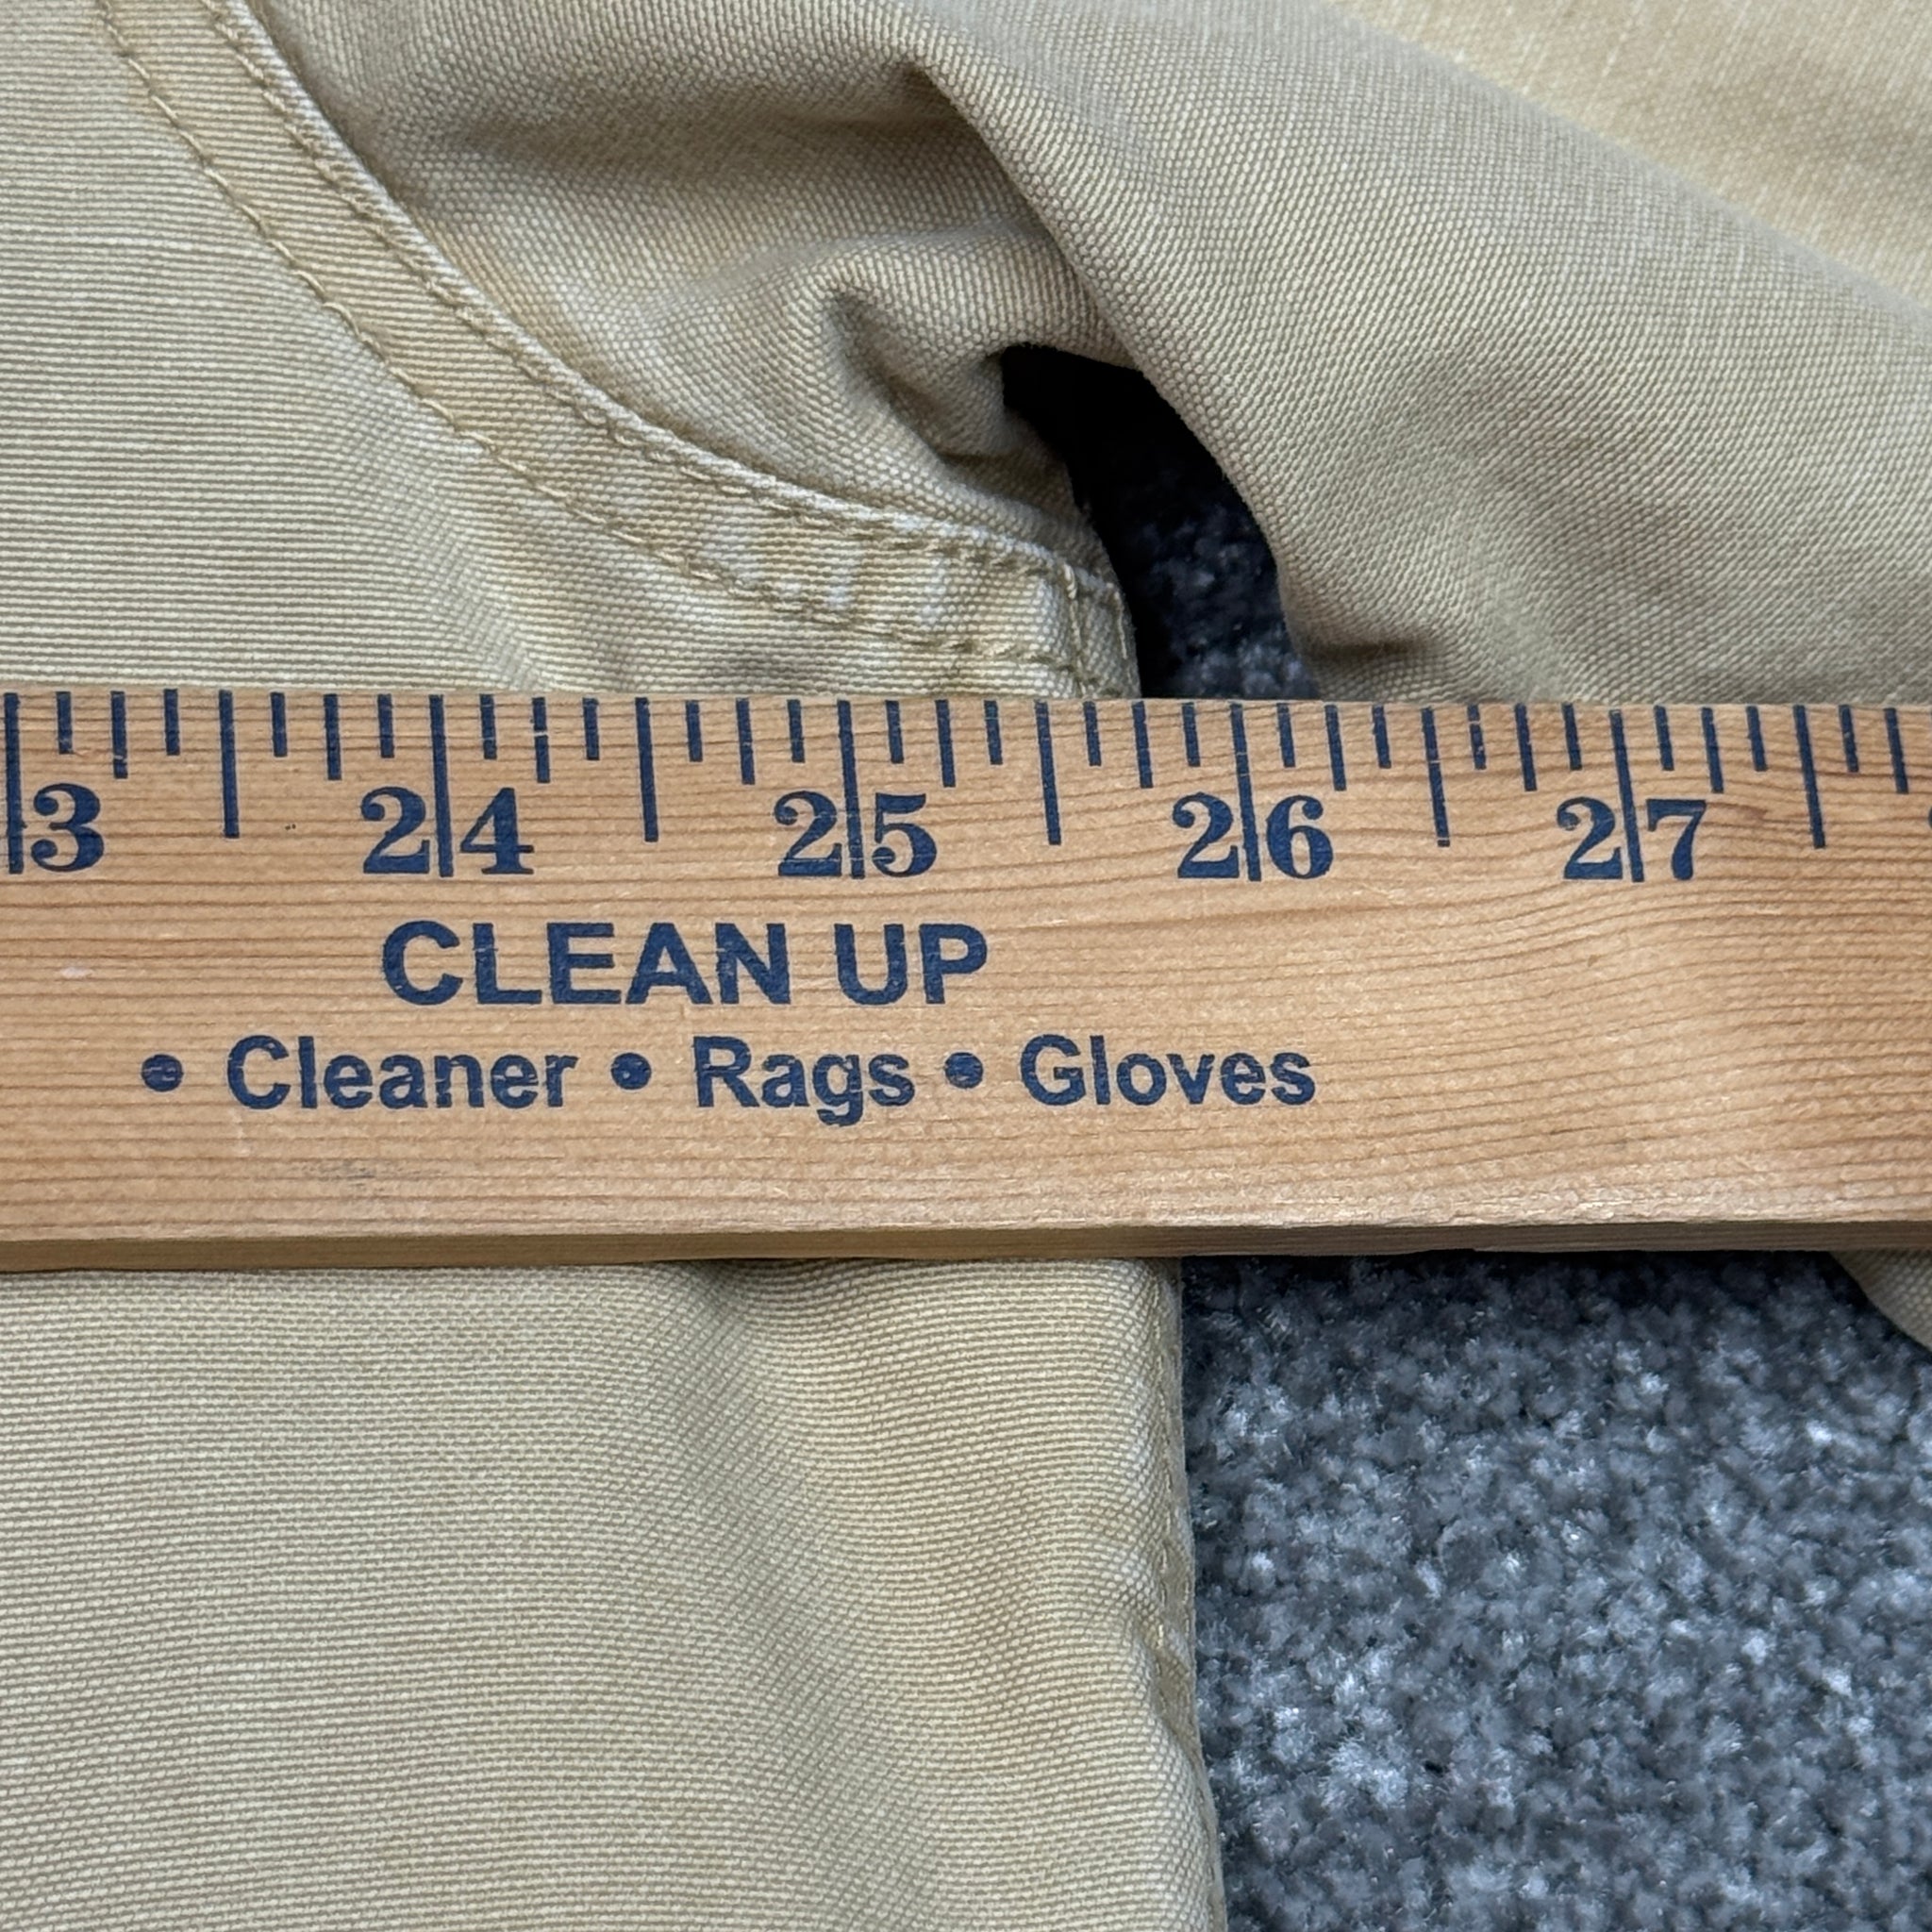 3 24 25 26 27
CLEAN UP
• Cleaner • Rags • Gloves